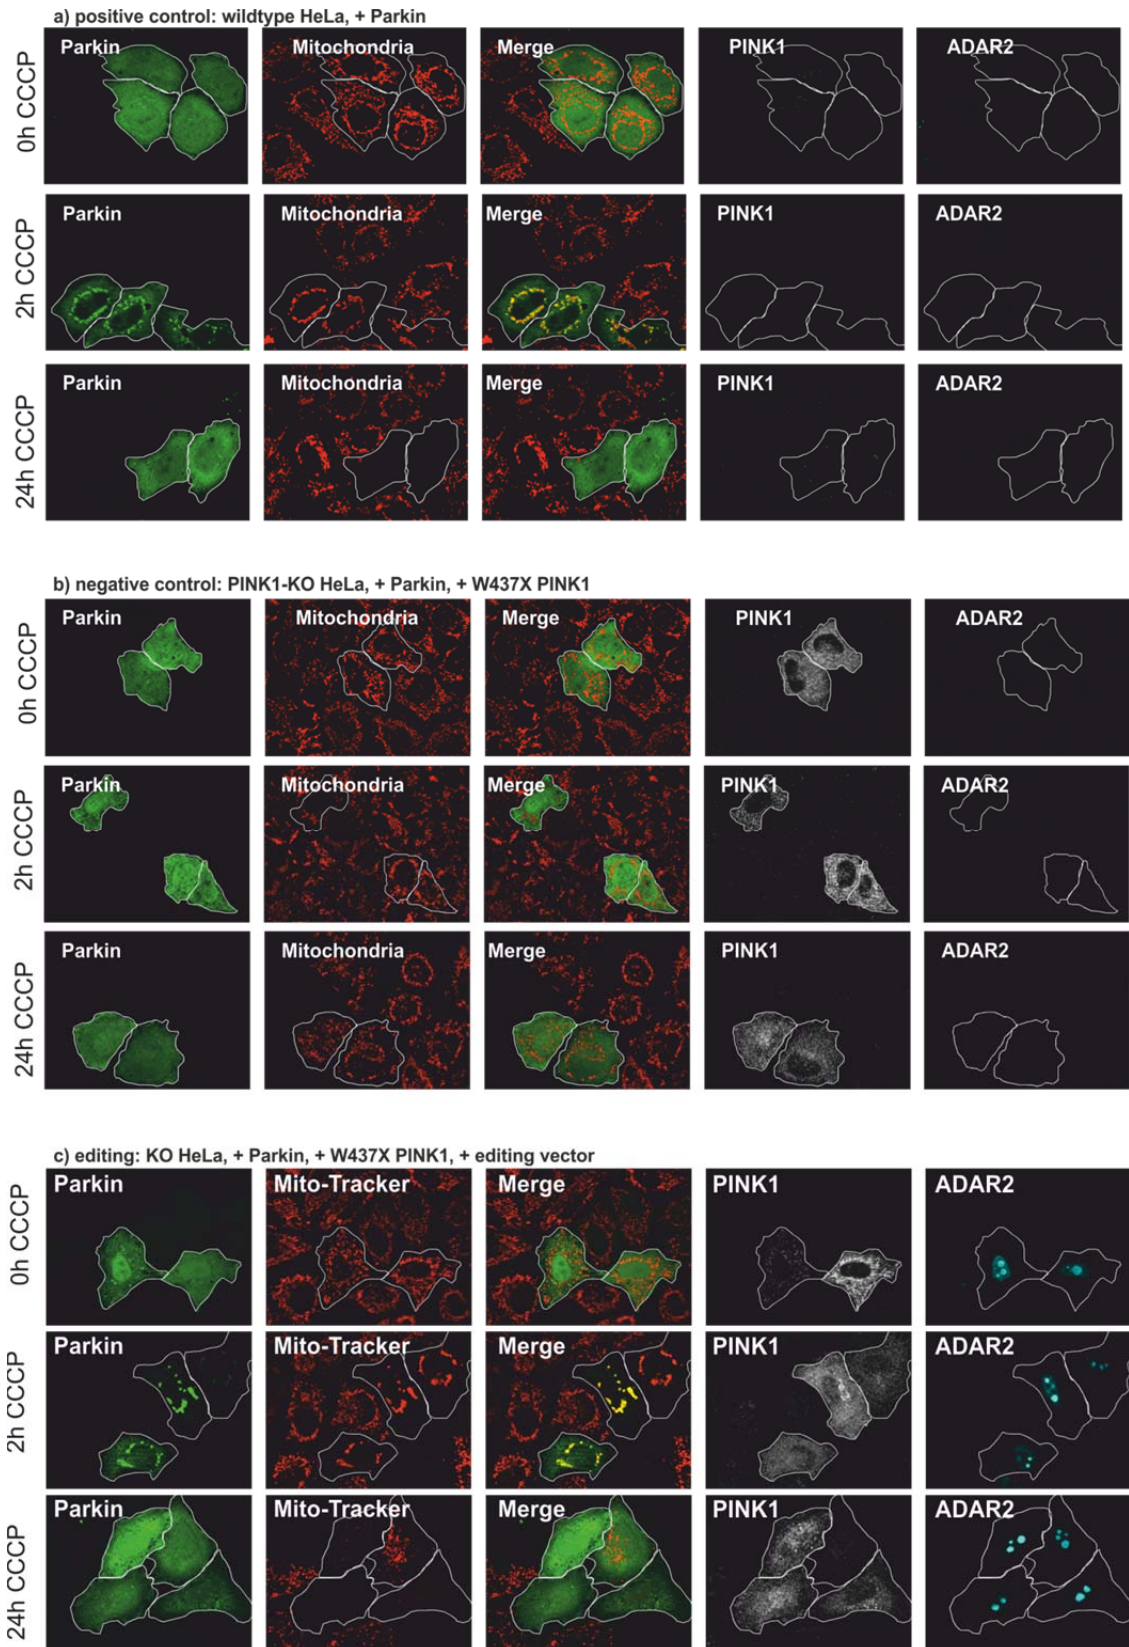 a) positive control: wildtype HeLa, + Parkin
0h CCCP
Parkin Mitochondria Merge PINK1 ADAR2
2h CCCP
Parkin Mitochondria Merge PINK1 ADAR2
24h CCCP
Parkin Mitochondria Merge PINK1 ADAR2
b) negative control: PINK1-KO HeLa, + Parkin, + W437X PINK1
0h CCCP
Parkin Mitochondria Merge PINK1 ADAR2
2h CCCP
Parkin Mitochondria Merge PINK1 ADAR2
24h CCCP
Parkin Mitochondria Merge PINK1 ADAR2
c) editing: KO HeLa, + Parkin, + W437X PINK1, + editing vector
0h CCCP
Parkin Mito-Tracker Merge PINK1 ADAR2
2h CCCP
Parkin Mito-Tracker Merge PINK1 ADAR2
24h CCCP
Parkin Mito-Tracker Merge PINK1 ADAR2